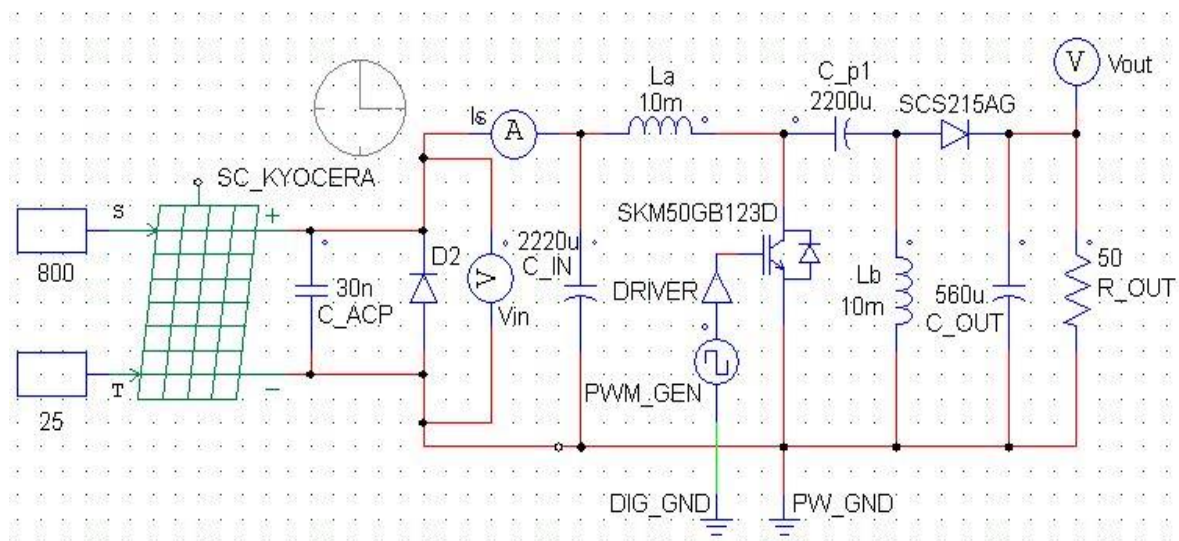 V
Vout
La
10m
C_p1
2200u
SCS215AG
Is
A
SC_KYOCERA
S
+
800
30n
C_ACP
D2
V
Vin
2220u
C_IN
SKM50GB123D
DRIVER
Lb
10m
560u
C_OUT
50
R_OUT
T
−
25
PWM_GEN
DIG_GND
PW_GND